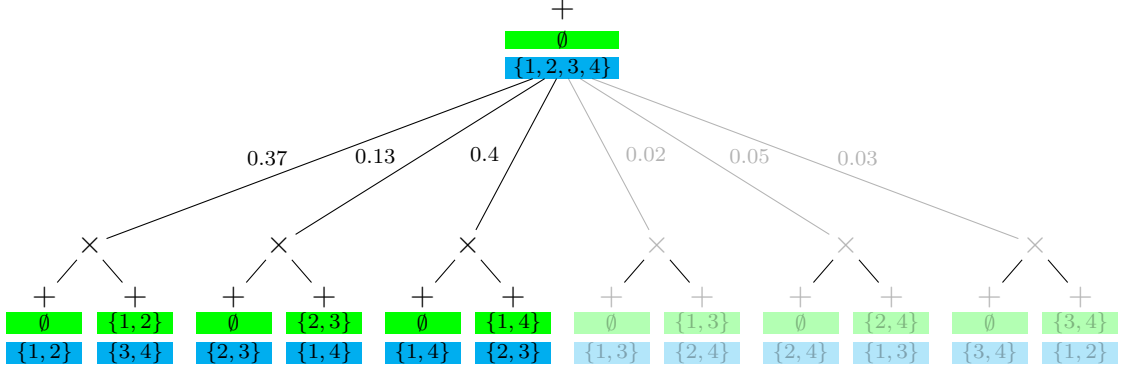 +
∅
{1, 2, 3, 4}
0.37 0.13 0.4 0.02 0.05 0.03
× × × × × ×
+ + + + + + + + + + + +
∅ {1, 2} ∅ {2, 3} ∅ {1, 4} ∅ {1, 3} ∅ {2, 4} ∅ {3, 4}
{1, 2} {3, 4} {2, 3} {1, 4} {1, 4} {2, 3} {1, 3} {2, 4} {2, 4} {1, 3} {3, 4} {1, 2}